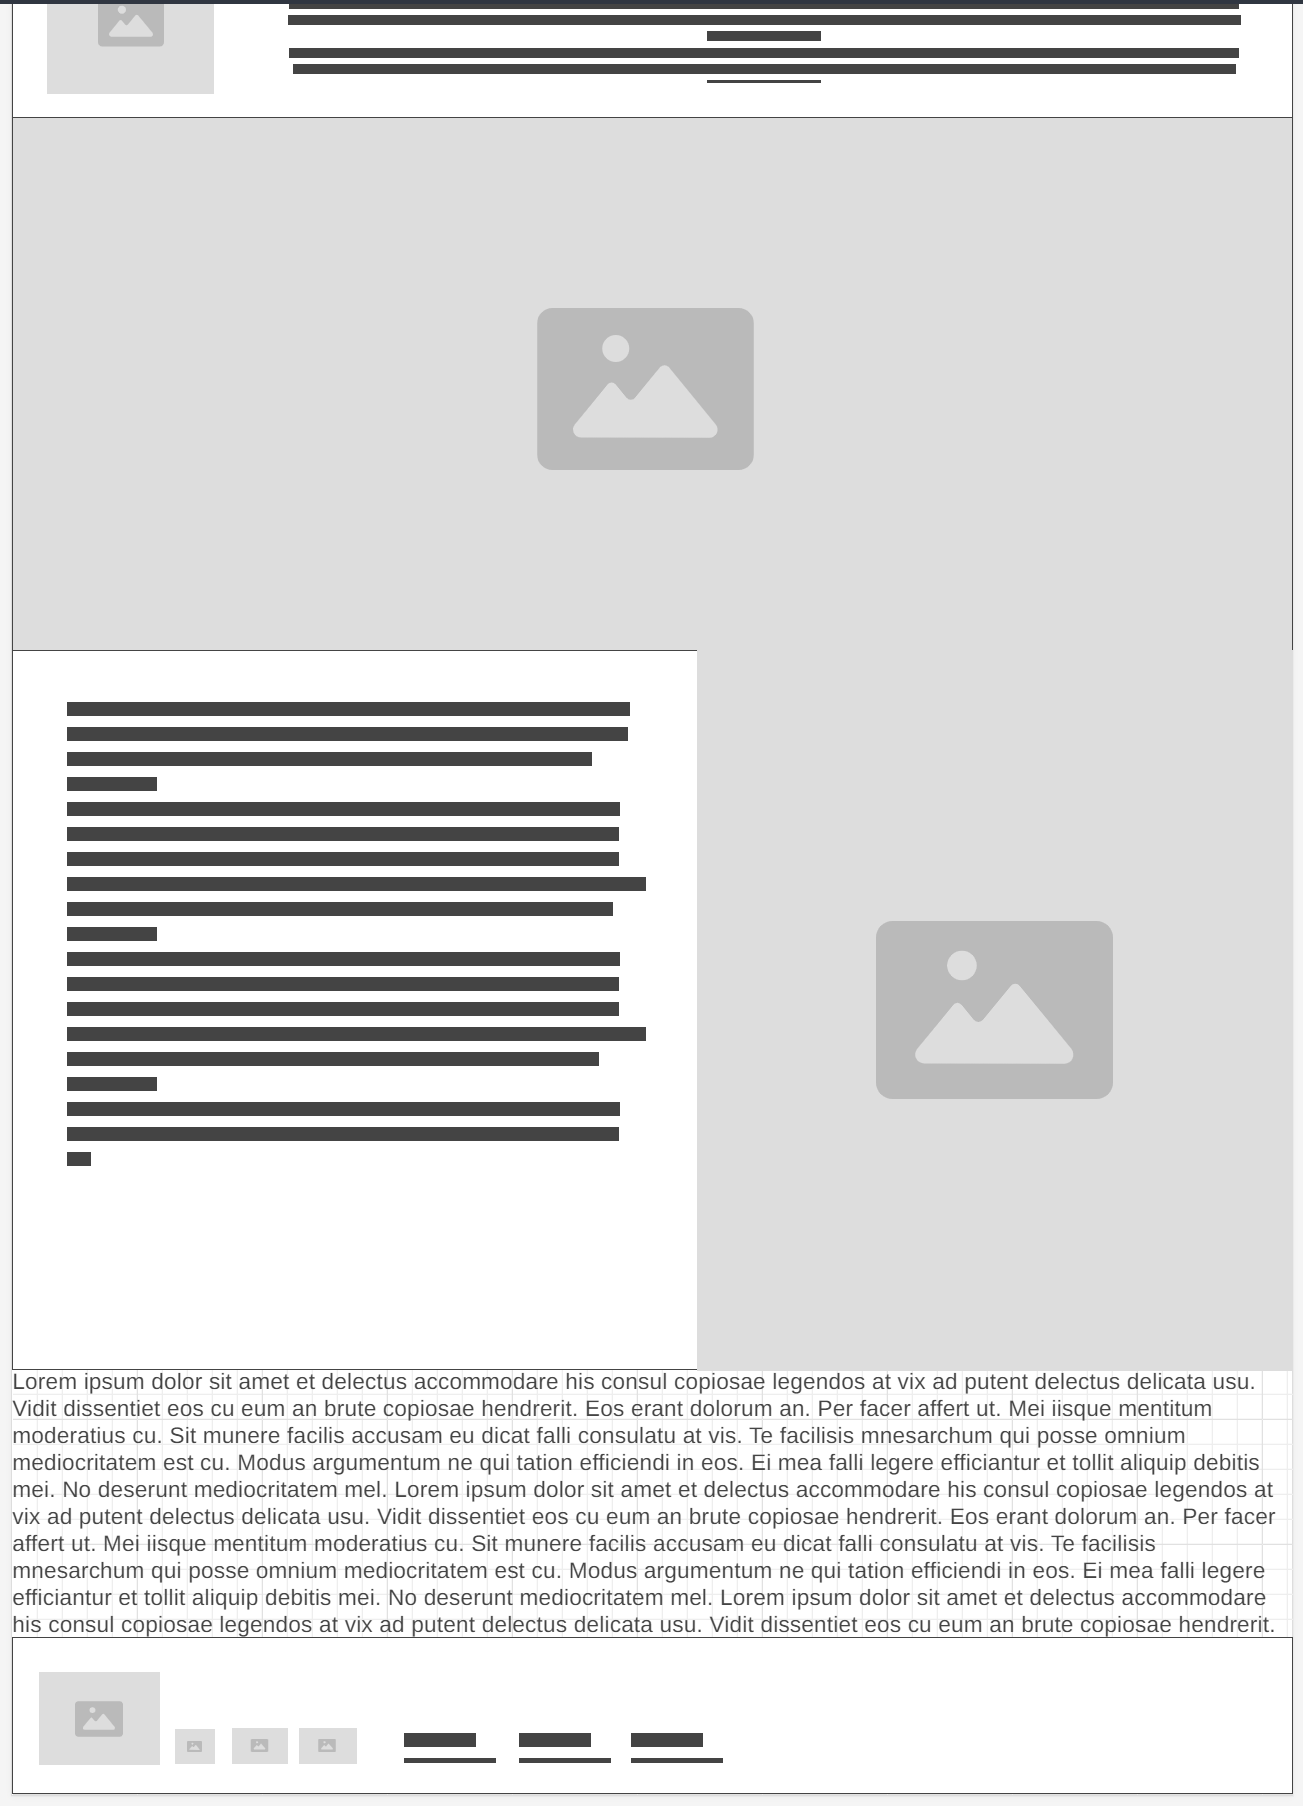 Lorem ipsum dolor sit amet et delectus accommodare his consul copiosae legendos at vix ad putent delectus delicata usu.
Vidit dissentiet eos cu eum an brute copiosae hendrerit. Eos erant dolorum an. Per facer affert ut. Mei iisque mentitum
moderatius cu. Sit munere facilis accusam eu dicat falli consulatu at vis. Te facilisis mnesarchum qui posse omnium
mediocritatem est cu. Modus argumentum ne qui tation efficiendi in eos. Ei mea falli legere efficiantur et tollit aliquip debitis
mei. No deserunt mediocritatem mel. Lorem ipsum dolor sit amet et delectus accommodare his consul copiosae legendos at
vix ad putent delectus delicata usu. Vidit dissentiet eos cu eum an brute copiosae hendrerit. Eos erant dolorum an. Per facer
affert ut. Mei iisque mentitum moderatius cu. Sit munere facilis accusam eu dicat falli consulatu at vis. Te facilisis
mnesarchum qui posse omnium mediocritatem est cu. Modus argumentum ne qui tation efficiendi in eos. Ei mea falli legere
efficiantur et tollit aliquip debitis mei. No deserunt mediocritatem mel. Lorem ipsum dolor sit amet et delectus accommodare
his consul copiosae legendos at vix ad putent delectus delicata usu. Vidit dissentiet eos cu eum an brute copiosae hendrerit.